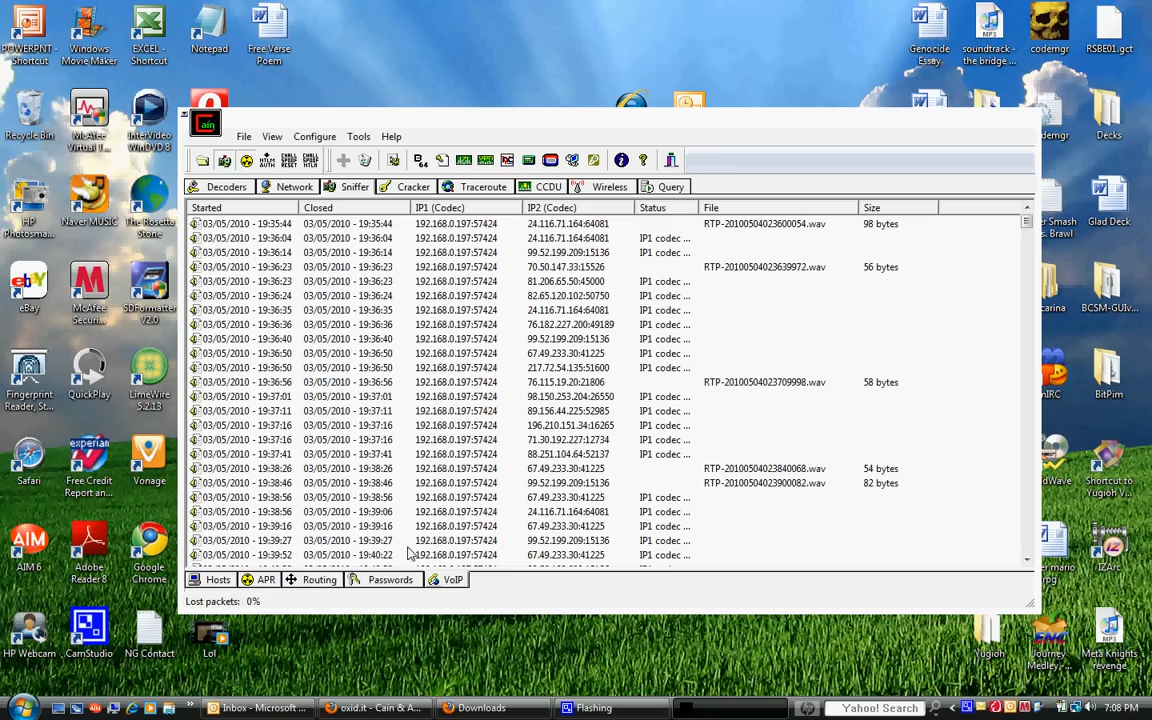 POWERPNT - Shortcut
Windows Movie Maker
EXCEL - Shortcut
Notepad
Free Verse Poem
Genocide Essay
soundtrack - the bridge ...
codemgr
RSBE01.gct
Recycle Bin
McAfee Virtual T...
InterVideo WinDVD 8
Decks
HP Photosma...
Naver MUSIC
The Rosetta Stone
Glad Deck
eBay
McAfee Securi...
SDFormatter V2.0
BCSM-GUIv...
Fingerprint Reader, St...
QuickPlay
LimeWire 5.2.13
BitPim
Safari
Free Credit Report an...
Vonage
Shortcut to Yugioh V...
AIM 6
Adobe Reader 8
Google Chrome
IZArc
HP Webcam
CamStudio
NG Contact
Lol
Yugioh
Journey Medley,...
Meta Knights revenge
Cain
File View Configure Tools Help
Decoders Network Sniffer Cracker Traceroute CCDU Wireless Query
Started Closed IP1 (Codec) IP2 (Codec) Status File Size
03/05/2010 - 19:35:44 03/05/2010 - 19:35:44 192.168.0.197:57424 24.116.71.164:64081 RTP-20100504023600054.wav 98 bytes
03/05/2010 - 19:36:04 03/05/2010 - 19:36:04 192.168.0.197:57424 24.116.71.164:64081 IP1 codec ...
03/05/2010 - 19:36:14 03/05/2010 - 19:36:14 192.168.0.197:57424 99.52.199.209:15136 IP1 codec ...
03/05/2010 - 19:36:23 03/05/2010 - 19:36:23 192.168.0.197:57424 70.50.147.33:15526 RTP-20100504023639972.wav 56 bytes
03/05/2010 - 19:36:23 03/05/2010 - 19:36:23 192.168.0.197:57424 81.206.65.50:45000 IP1 codec ...
03/05/2010 - 19:36:24 03/05/2010 - 19:36:24 192.168.0.197:57424 82.65.120.102:50750 IP1 codec ...
03/05/2010 - 19:36:35 03/05/2010 - 19:36:35 192.168.0.197:57424 24.116.71.164:64081 IP1 codec ...
03/05/2010 - 19:36:36 03/05/2010 - 19:36:36 192.168.0.197:57424 76.182.227.200:49189 IP1 codec ...
03/05/2010 - 19:36:40 03/05/2010 - 19:36:40 192.168.0.197:57424 99.52.199.209:15136 IP1 codec ...
03/05/2010 - 19:36:50 03/05/2010 - 19:36:50 192.168.0.197:57424 67.49.233.30:41225 IP1 codec ...
03/05/2010 - 19:36:50 03/05/2010 - 19:36:50 192.168.0.197:57424 217.72.54.135:51600 IP1 codec ...
03/05/2010 - 19:36:56 03/05/2010 - 19:36:56 192.168.0.197:57424 76.115.19.20:21806 RTP-20100504023709998.wav 58 bytes
03/05/2010 - 19:37:01 03/05/2010 - 19:37:01 192.168.0.197:57424 98.150.253.204:26550 IP1 codec ...
03/05/2010 - 19:37:11 03/05/2010 - 19:37:11 192.168.0.197:57424 89.156.44.225:52985 IP1 codec ...
03/05/2010 - 19:37:16 03/05/2010 - 19:37:16 192.168.0.197:57424 196.210.151.34:16265 IP1 codec ...
03/05/2010 - 19:37:16 03/05/2010 - 19:37:16 192.168.0.197:57424 71.30.192.227:12734 IP1 codec ...
03/05/2010 - 19:37:41 03/05/2010 - 19:37:41 192.168.0.197:57424 88.251.104.64:52137 IP1 codec ...
03/05/2010 - 19:38:26 03/05/2010 - 19:38:26 192.168.0.197:57424 67.49.233.30:41225 RTP-20100504023840068.wav 54 bytes
03/05/2010 - 19:38:46 03/05/2010 - 19:38:46 192.168.0.197:57424 99.52.199.209:15136 RTP-20100504023900082.wav 82 bytes
03/05/2010 - 19:38:56 03/05/2010 - 19:38:56 192.168.0.197:57424 67.49.233.30:41225 IP1 codec ...
03/05/2010 - 19:38:56 03/05/2010 - 19:39:06 192.168.0.197:57424 24.116.71.164:64081 IP1 codec ...
03/05/2010 - 19:39:16 03/05/2010 - 19:39:16 192.168.0.197:57424 67.49.233.30:41225 IP1 codec ...
03/05/2010 - 19:39:27 03/05/2010 - 19:39:27 192.168.0.197:57424 99.52.199.209:15136 IP1 codec ...
03/05/2010 - 19:39:52 03/05/2010 - 19:40:22 192.168.0.197:57424 67.49.233.30:41225 IP1 codec ...
Hosts APR Routing Passwords VoIP
Lost packets: 0%
Inbox - Microsoft ... oxid.it - Cain & A... Downloads Flashing Yahoo! Search 7:08 PM